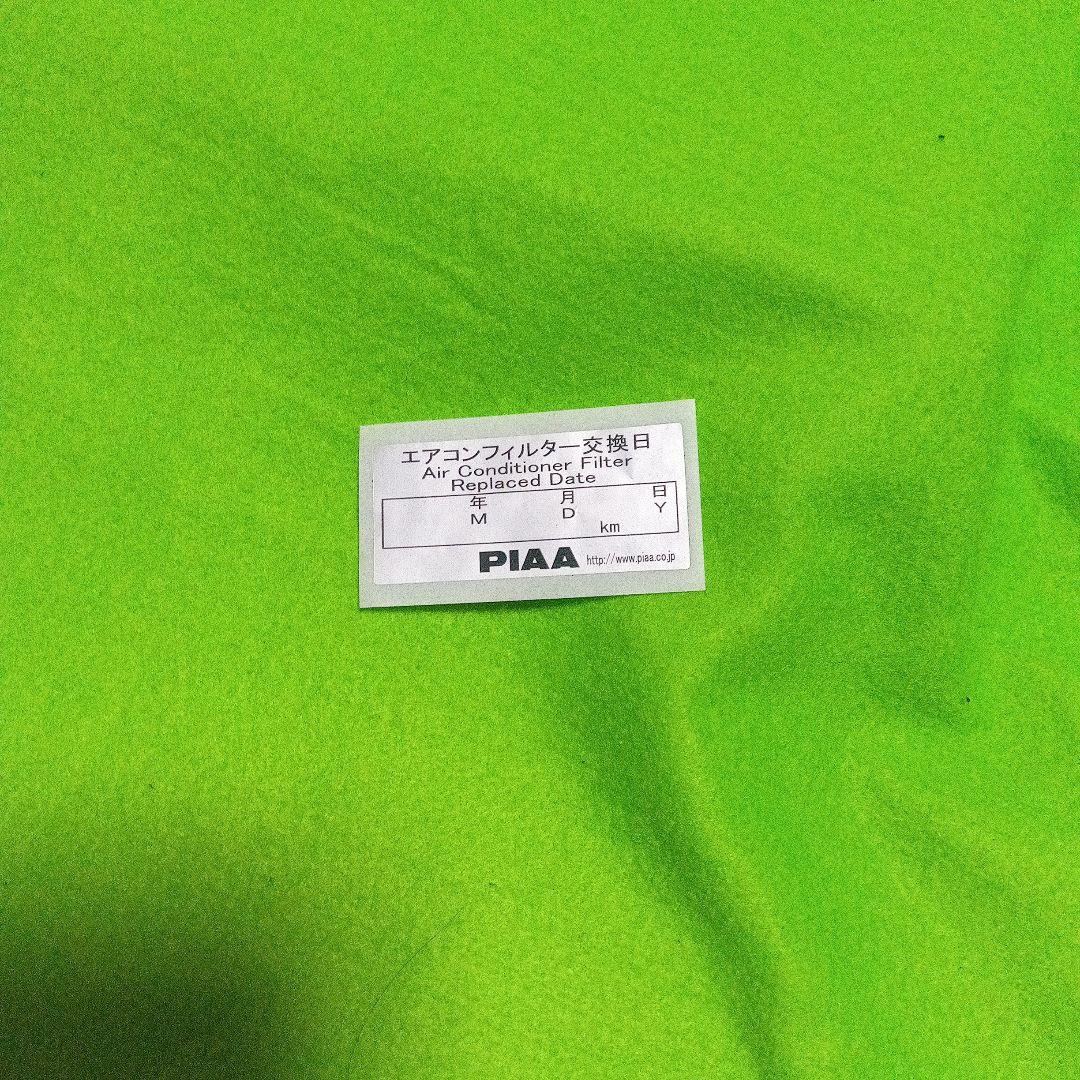 エアコンフィルター交換日
Air Conditioner Filter
Replaced Date
年 月 日
M D Y
km
PIAA http://www.piaa.co.jp